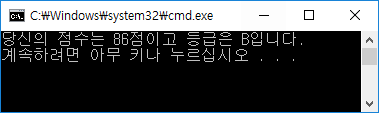 C:₩Windows₩system32₩cmd.exe
당신의 점수는 86점이고 등급은 B입니다.
계속하려면 아무 키나 누르십시오 . . .